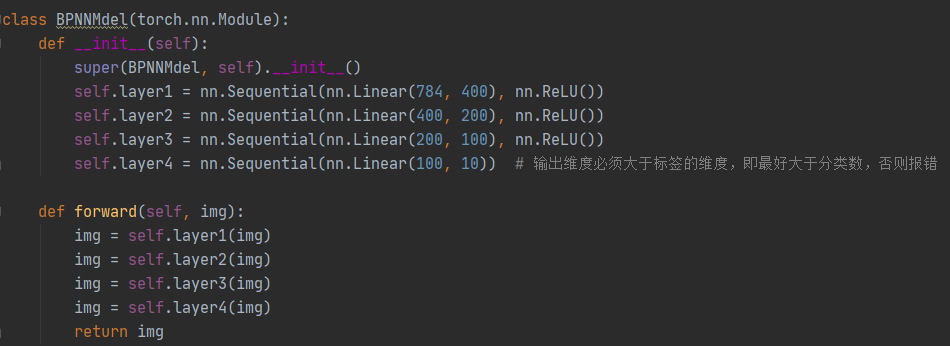 class BPNNMdel(torch.nn.Module):
    def __init__(self):
        super(BPNNMdel, self).__init__()
        self.layer1 = nn.Sequential(nn.Linear(784, 400), nn.ReLU())
        self.layer2 = nn.Sequential(nn.Linear(400, 200), nn.ReLU())
        self.layer3 = nn.Sequential(nn.Linear(200, 100), nn.ReLU())
        self.layer4 = nn.Sequential(nn.Linear(100, 10))  # 输出维度必须大于标签的维度，即最好大于分类数，否则报错
    def forward(self, img):
        img = self.layer1(img)
        img = self.layer2(img)
        img = self.layer3(img)
        img = self.layer4(img)
        return img